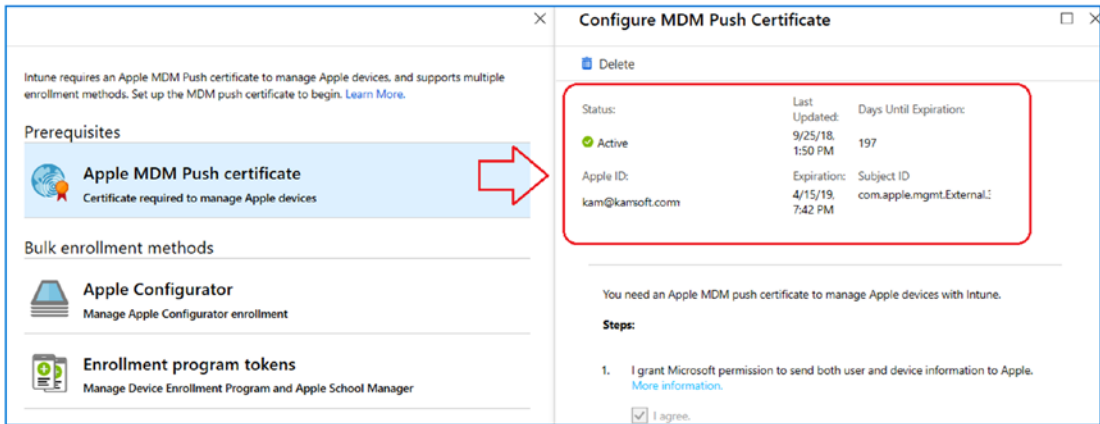 Intune requires an Apple MDM Push certificate to manage Apple devices, and supports multiple
enrollment methods. Set up the MDM push certificate to begin. Learn More.
Prerequisites
Apple MDM Push certificate
Certificate required to manage Apple devices
Bulk enrollment methods
Apple Configurator
Manage Apple Configurator enrollment
Enrollment program tokens
Manage Device Enrollment Program and Apple School Manager
Configure MDM Push Certificate
Delete
Status:
Active
Last
Updated:
9/25/18,
1:50 PM
Days Until Expiration:
197
Apple ID:
kam@kamsoft.comm
Expiration:
4/15/19,
7:42 PM
Subject ID
com.apple.mgmt.External.
You need an Apple MDM push certificate to manage Apple devices with Intune.
Steps:
1. I grant Microsoft permission to send both user and device information to Apple.
More information.
I agree.